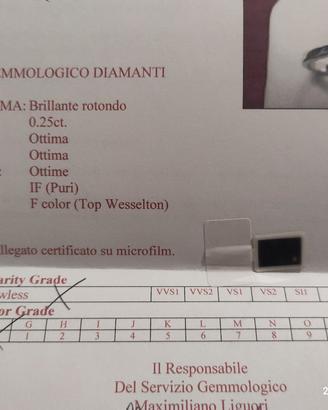 EMMOLOGICO DIAMANTI
MA: Brillante rotondo
0.25ct.
Ottima
Ottima
: Ottime
IF (Puri)
F color (Top Wesselton)
llegato certificato su microfilm.
arity Grade
wless VVS1 VVS2 VS1 VS2 SI1
or Grade
G H I J K L M N O
1 2 3 4 5 6 7 8 9
Il Responsabile
Del Servizio Gemmologico
Maximiliano Liguori
2